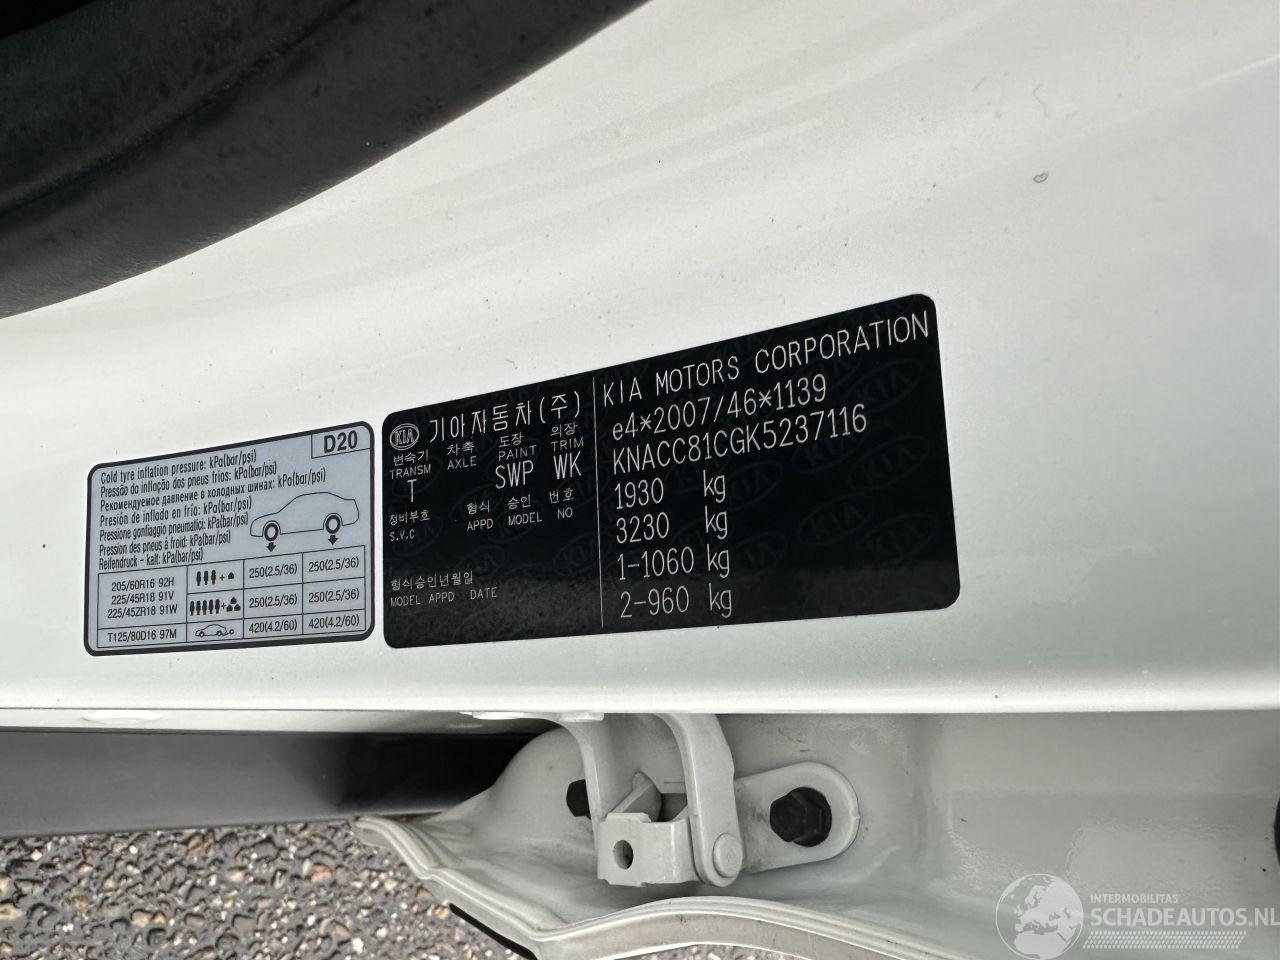 D20
Cold tyre inflation pressure: kPa(bar/psi)
Pressão da inflação dos pneus frios: kPa(bar/psi)
Рекомендуемое давление в холодных шинах: kPa(bar/psi)
Presión de inflado en frío: kPa(bar/psi)
Pressione gonfiaggio pneumatici: kPa(bar/psi)
Pression des pneus à froid: kPa(bar/psi)
Reifendruck - kalt: kPa(bar/psi)
205/60R16 92H
225/45R18 91V
225/45ZR18 91W
+ 250(2.5/36) 250(2.5/36)
+ 250(2.5/36) 250(2.5/36)
T125/80D16 97M 420(4.2/60) 420(4.2/60)
KIA 기아자동차(주)
변속기 차축 도장 의장
TRANSM AXLE PAINT TRIM
T SWP WK
정비부호 형식 승인 번호
S.V.C APPD MODEL NO
형식승인년월일
MODEL APPD DATE
KIA MOTORS CORPORATION
e4*2007/46*1139
KNACC81CGK5237116
1930 kg
3230 kg
1-1060 kg
2-960 kg
INTERMOBILITAS
SCHADEAUTOS.NL